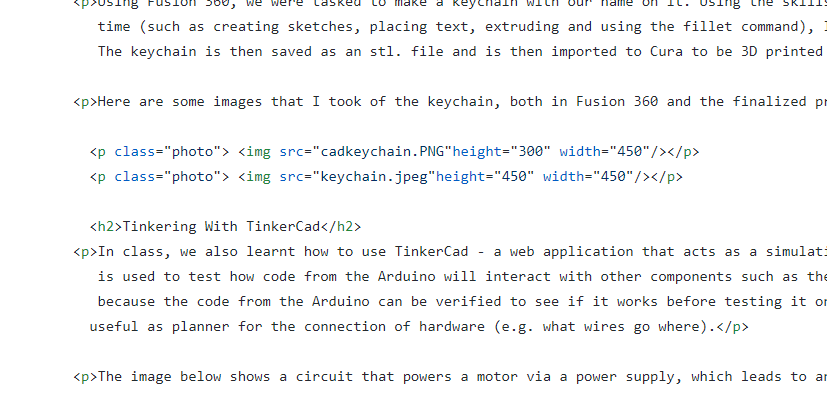 <p>Using Fusion 360, we were tasked to make a keychain with our name on it. Using the skills
time (such as creating sketches, placing text, extruding and using the fillet command),
The keychain is then saved as an stl. file and is then imported to Cura to be 3D printed
<p>Here are some images that I took of the keychain, both in Fusion 360 and the finalized
<p class="photo"> <img src="cadkeychain.PNG"height="300" width="450"/></p>
<p class="photo"> <img src="keychain.jpeg"height="450" width="450"/></p>
<h2>Tinkering With TinkerCad</h2>
<p>In class, we also learnt how to use TinkerCad - a web application that acts as a
is used to test how code from the Arduino will interact with other components such as the
because the code from the Arduino can be verified to see if it works before testing it
useful as planner for the connection of hardware (e.g. what wires go where).</p>
<p>The image below shows a circuit that powers a motor via a power supply, which leads to